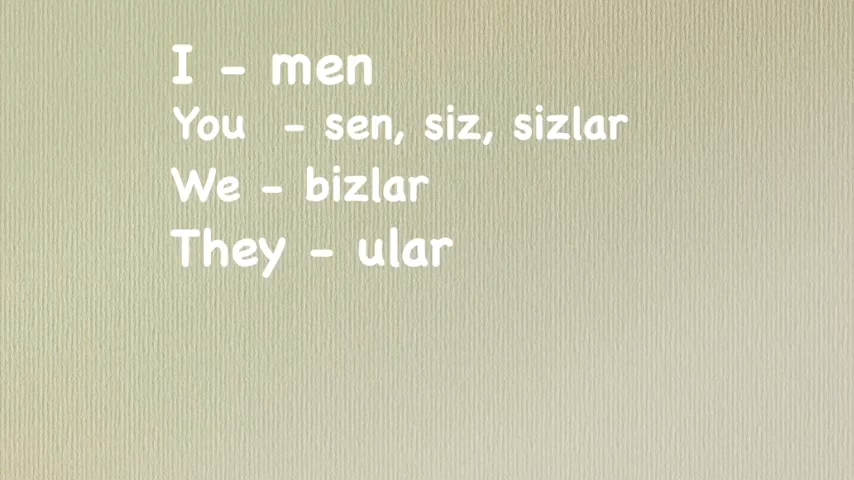 I - men
You - sen, siz, sizlar
We - bizlar
They - ular